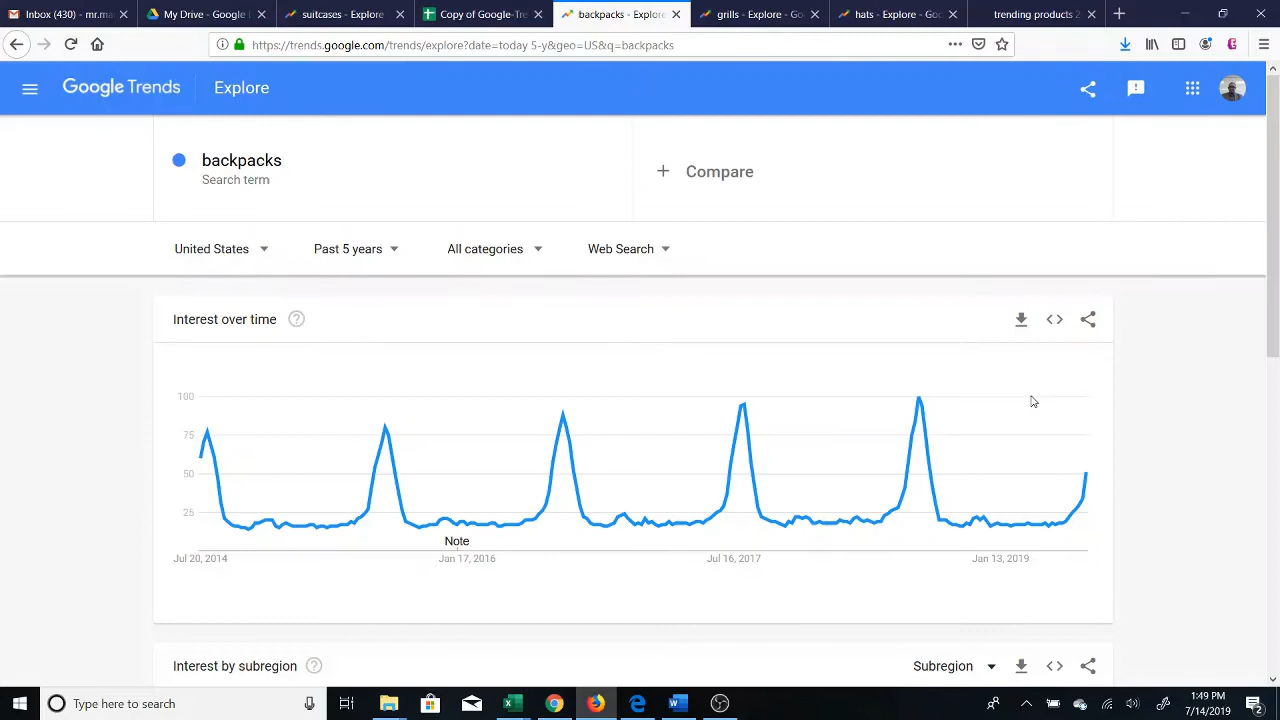 Inbox (430) - mr.ma
My Drive - Google
suitcases - Explore
Copy of Google-Tre
backpacks - Explore
grills - Explore - Go
hats - Explore - Goo
trending products 2
https://trends.google.com/trends/explore?date=today 5-y&geo=US&q=backpacks
Google Trends
Explore
backpacks
Search term
+ Compare
United States
Past 5 years
All categories
Web Search
Interest over time
100
75
50
25
Note
Jul 20, 2014
Jan 17, 2016
Jul 16, 2017
Jan 13, 2019
Interest by subregion
Subregion
Type here to search
1:49 PM
7/14/2019
2